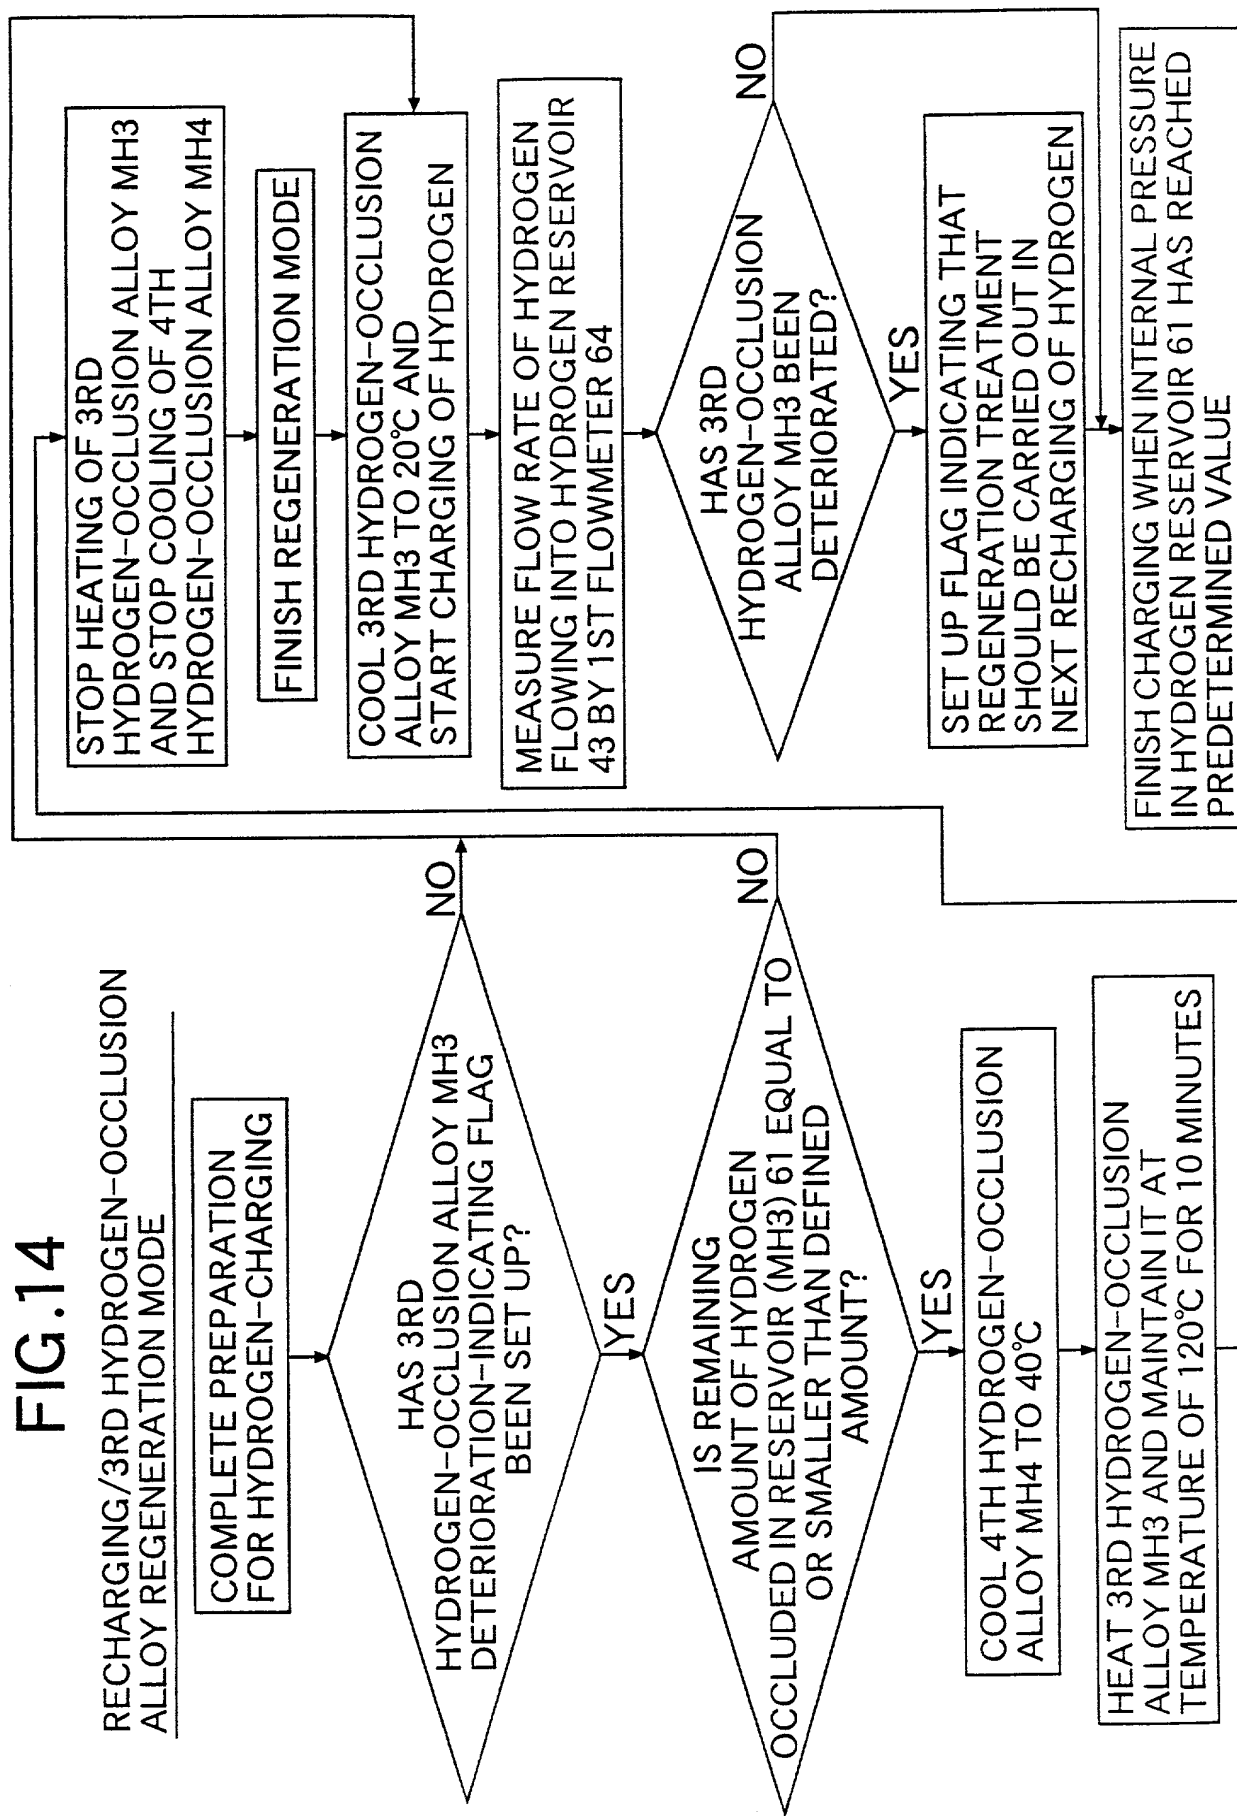 FIG.14
RECHARGING/3RD HYDROGEN-OCCLUSION
ALLOY REGENERATION MODE
COMPLETE PREPARATION
FOR HYDROGEN-CHARGING
HAS 3RD
HYDROGEN-OCCLUSION ALLOY MH3
DETERIORATION-INDICATING FLAG
BEEN SET UP?
NO
YES
IS REMAINING
AMOUNT OF HYDROGEN
OCCLUDED IN RESERVOIR (MH3) 61 EQUAL TO
OR SMALLER THAN DEFINED
AMOUNT?
NO
YES
COOL 4TH HYDROGEN-OCCLUSION
ALLOY MH4 TO 40°C
HEAT 3RD HYDROGEN-OCCLUSION
ALLOY MH3 AND MAINTAIN IT AT
TEMPERATURE OF 120°C FOR 10 MINUTES
STOP HEATING OF 3RD
HYDROGEN-OCCLUSION ALLOY MH3
AND STOP COOLING OF 4TH
HYDROGEN-OCCLUSION ALLOY MH4
FINISH REGENERATION MODE
COOL 3RD HYDROGEN-OCCLUSION
ALLOY MH3 TO 20°C AND
START CHARGING OF HYDROGEN
MEASURE FLOW RATE OF HYDROGEN
FLOWING INTO HYDROGEN RESERVOIR
43 BY 1ST FLOWMETER 64
HAS 3RD
HYDROGEN-OCCLUSION
ALLOY MH3 BEEN
DETERIORATED?
NO
YES
SET UP FLAG INDICATING THAT
REGENERATION TREATMENT
SHOULD BE CARRIED OUT IN
NEXT RECHARGING OF HYDROGEN
FINISH CHARGING WHEN INTERNAL PRESSURE
IN HYDROGEN RESERVOIR 61 HAS REACHED
PREDETERMINED VALUE